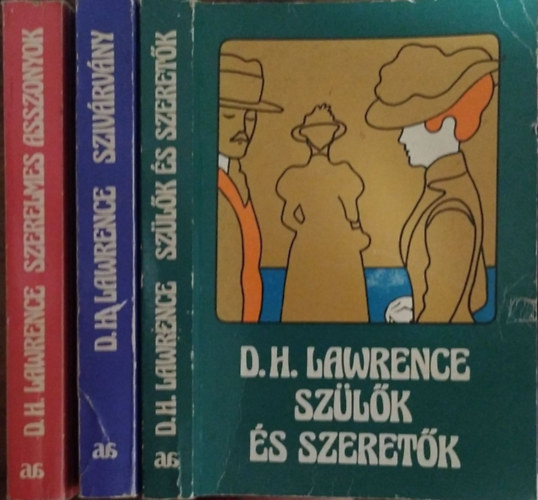 D.H. LAWRENCE SZERELMES ASSZONYOK
D.H. LAWRENCE SZIVÁRVÁNY
D.H. LAWRENCE SZÜLŐK ÉS SZERETŐK
D.H. LAWRENCE
SZÜLŐK
ÉS SZERETŐK